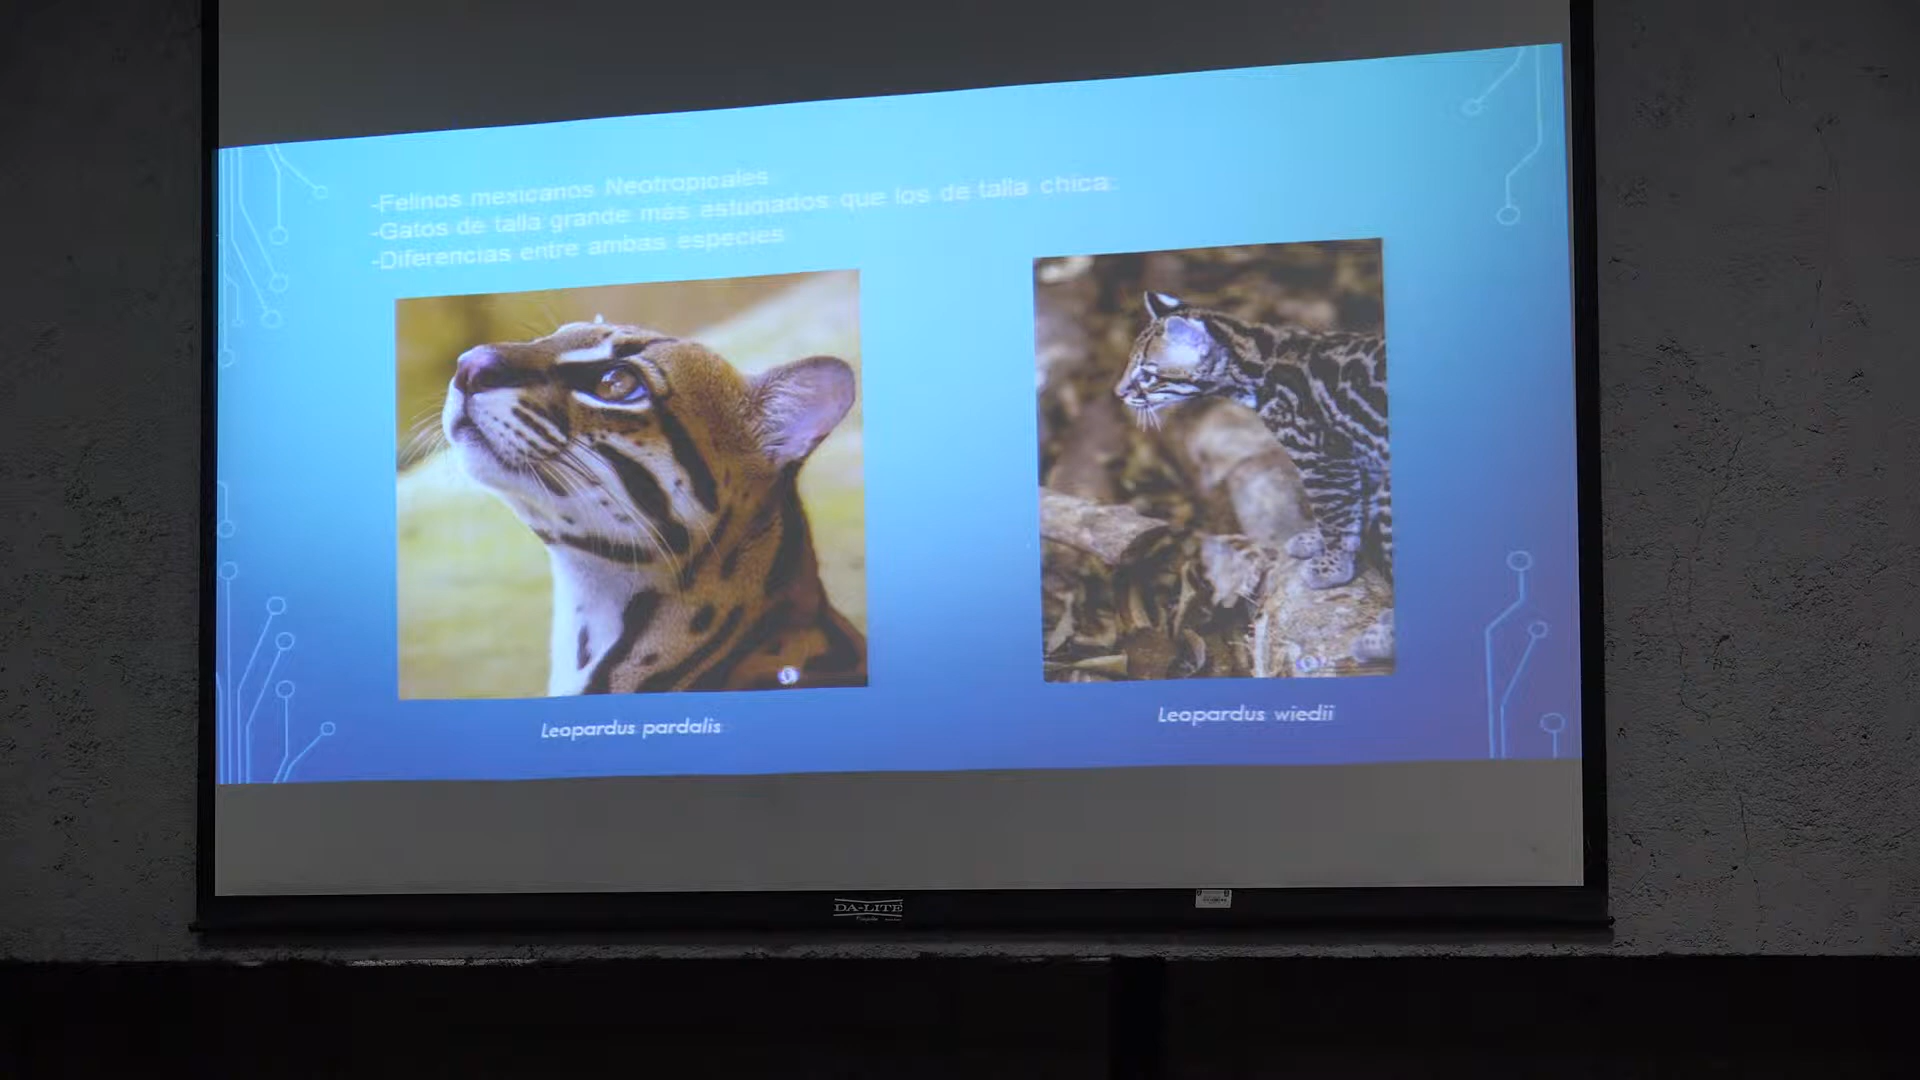 -Felinos mexicanos Neotropicales
-Gatos de talla grande más estudiados que los de talla chica.
-Diferencias entre ambas especies
Leopardus pardalis
Leopardus wiedii
DA-LITE